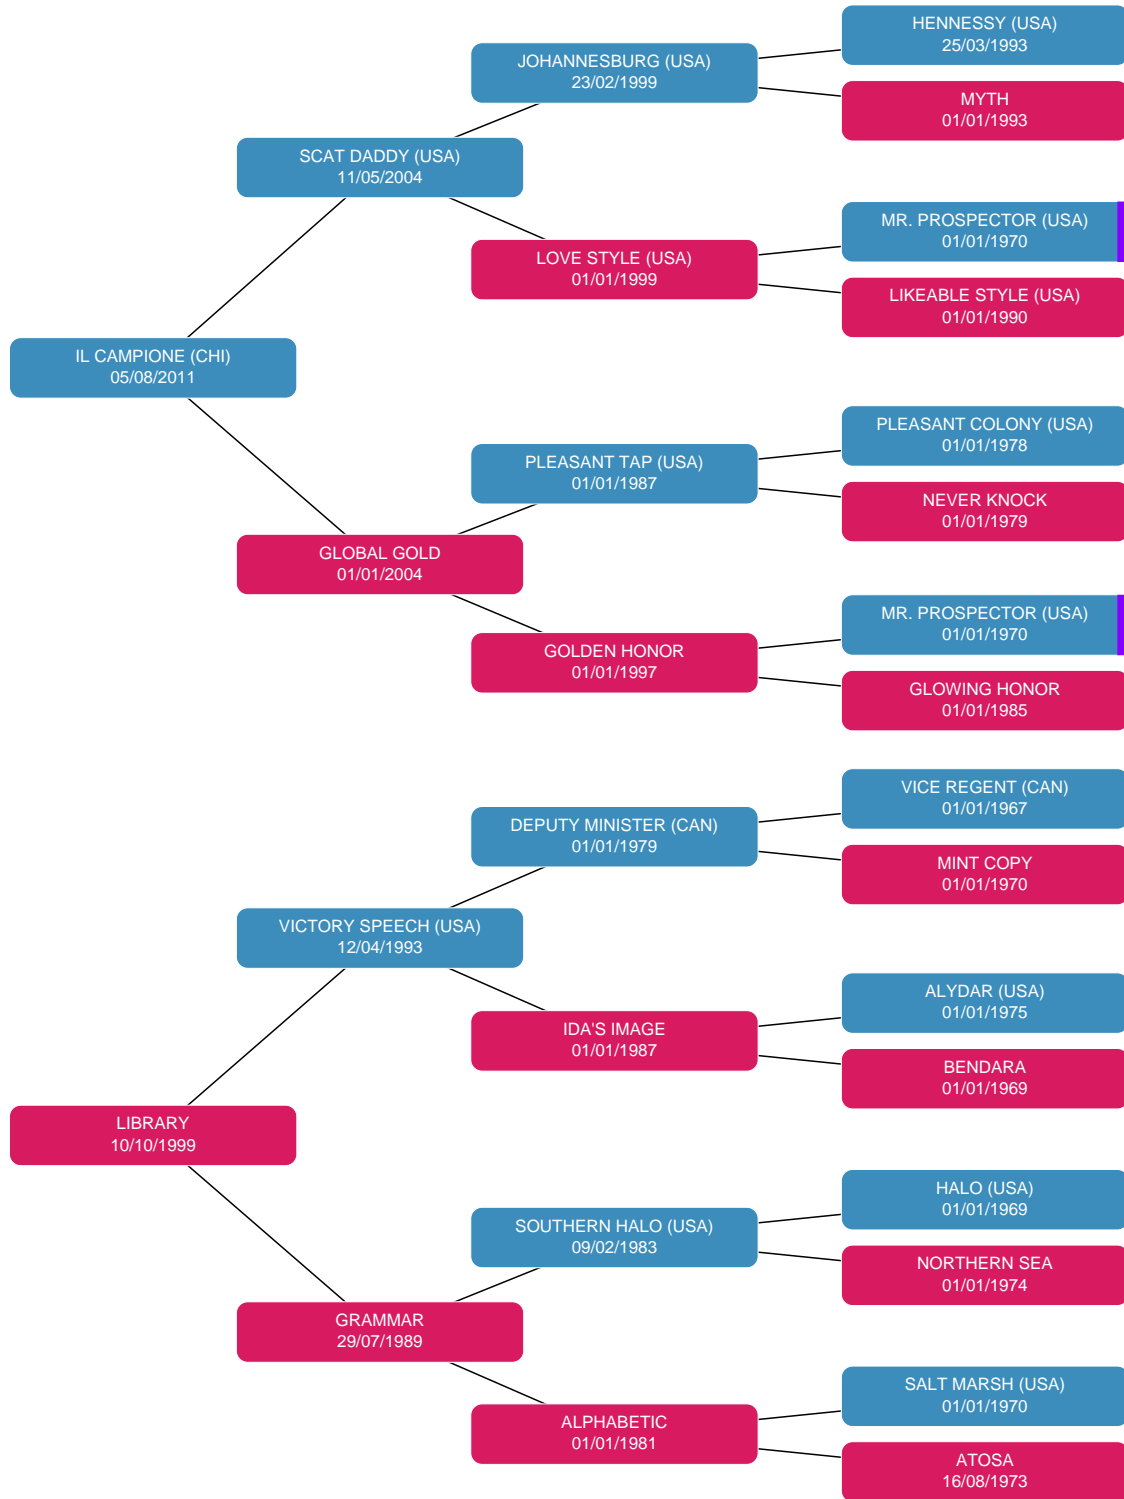 HENNESSY (USA)
25/03/1993
JOHANNESBURG (USA)
23/02/1999
MYTH
01/01/1993
SCAT DADDY (USA)
11/05/2004
MR. PROSPECTOR (USA)
01/01/1970
LOVE STYLE (USA)
01/01/1999
LIKEABLE STYLE (USA)
01/01/1990
IL CAMPIONE (CHI)
05/08/2011
PLEASANT COLONY (USA)
01/01/1978
PLEASANT TAP (USA)
01/01/1987
NEVER KNOCK
01/01/1979
GLOBAL GOLD
01/01/2004
MR. PROSPECTOR (USA)
01/01/1970
GOLDEN HONOR
01/01/1997
GLOWING HONOR
01/01/1985
VICE REGENT (CAN)
01/01/1967
DEPUTY MINISTER (CAN)
01/01/1979
MINT COPY
01/01/1970
VICTORY SPEECH (USA)
12/04/1993
ALYDAR (USA)
01/01/1975
IDA'S IMAGE
01/01/1987
BENDARA
01/01/1969
LIBRARY
10/10/1999
HALO (USA)
01/01/1969
SOUTHERN HALO (USA)
09/02/1983
NORTHERN SEA
01/01/1974
GRAMMAR
29/07/1989
SALT MARSH (USA)
01/01/1970
ALPHABETIC
01/01/1981
ATOSA
16/08/1973